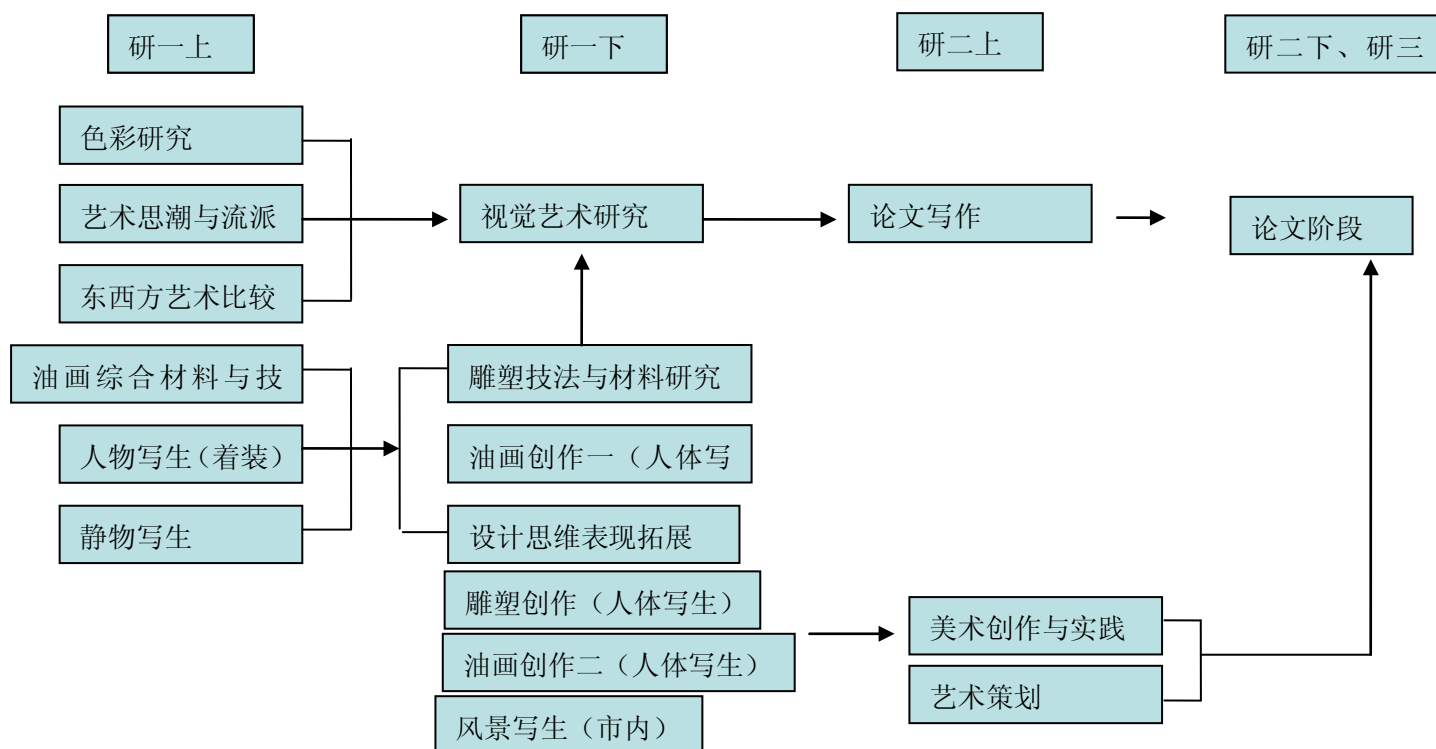 研一上
研一下
研二上
研二下、研三
色彩研究
艺术思潮与流派
东西方艺术比较
油画综合材料与技
人物写生（着装）
静物写生
视觉艺术研究
雕塑技法与材料研究
油画创作一（人体写
设计思维表现拓展
雕塑创作（人体写生）
油画创作二（人体写生）
风景写生（市内）
论文写作
美术创作与实践
艺术策划
论文阶段